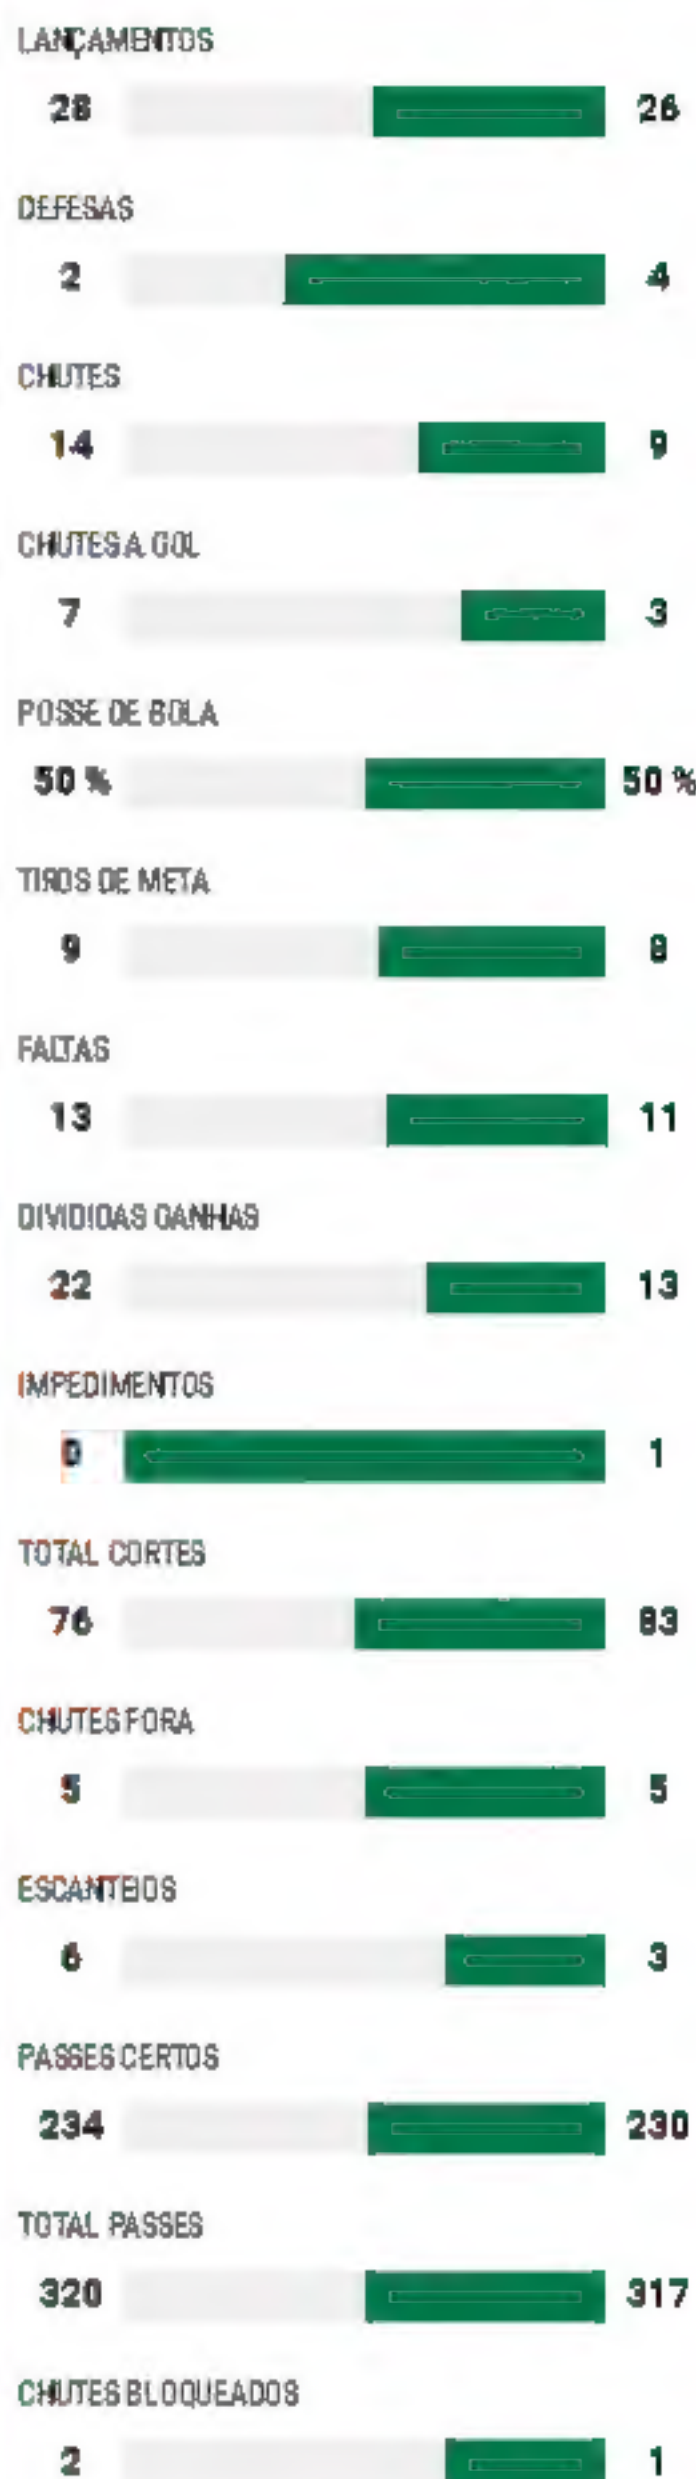 LANÇAMENTOS
28 26
DEFESAS
2 4
CHUTES
14 9
CHUTES A GOL
7 3
POSSE DE BOLA
50 % 50 %
TIROS DE META
9 8
FALTAS
13 11
DIVIDIDAS GANHAS
22 13
IMPEDIMENTOS
0 1
TOTAL CORTES
76 83
CHUTES FORA
5 5
ESCANTEIOS
6 3
PASSES CERTOS
234 230
TOTAL PASSES
320 317
CHUTES BLOQUEADOS
2 1